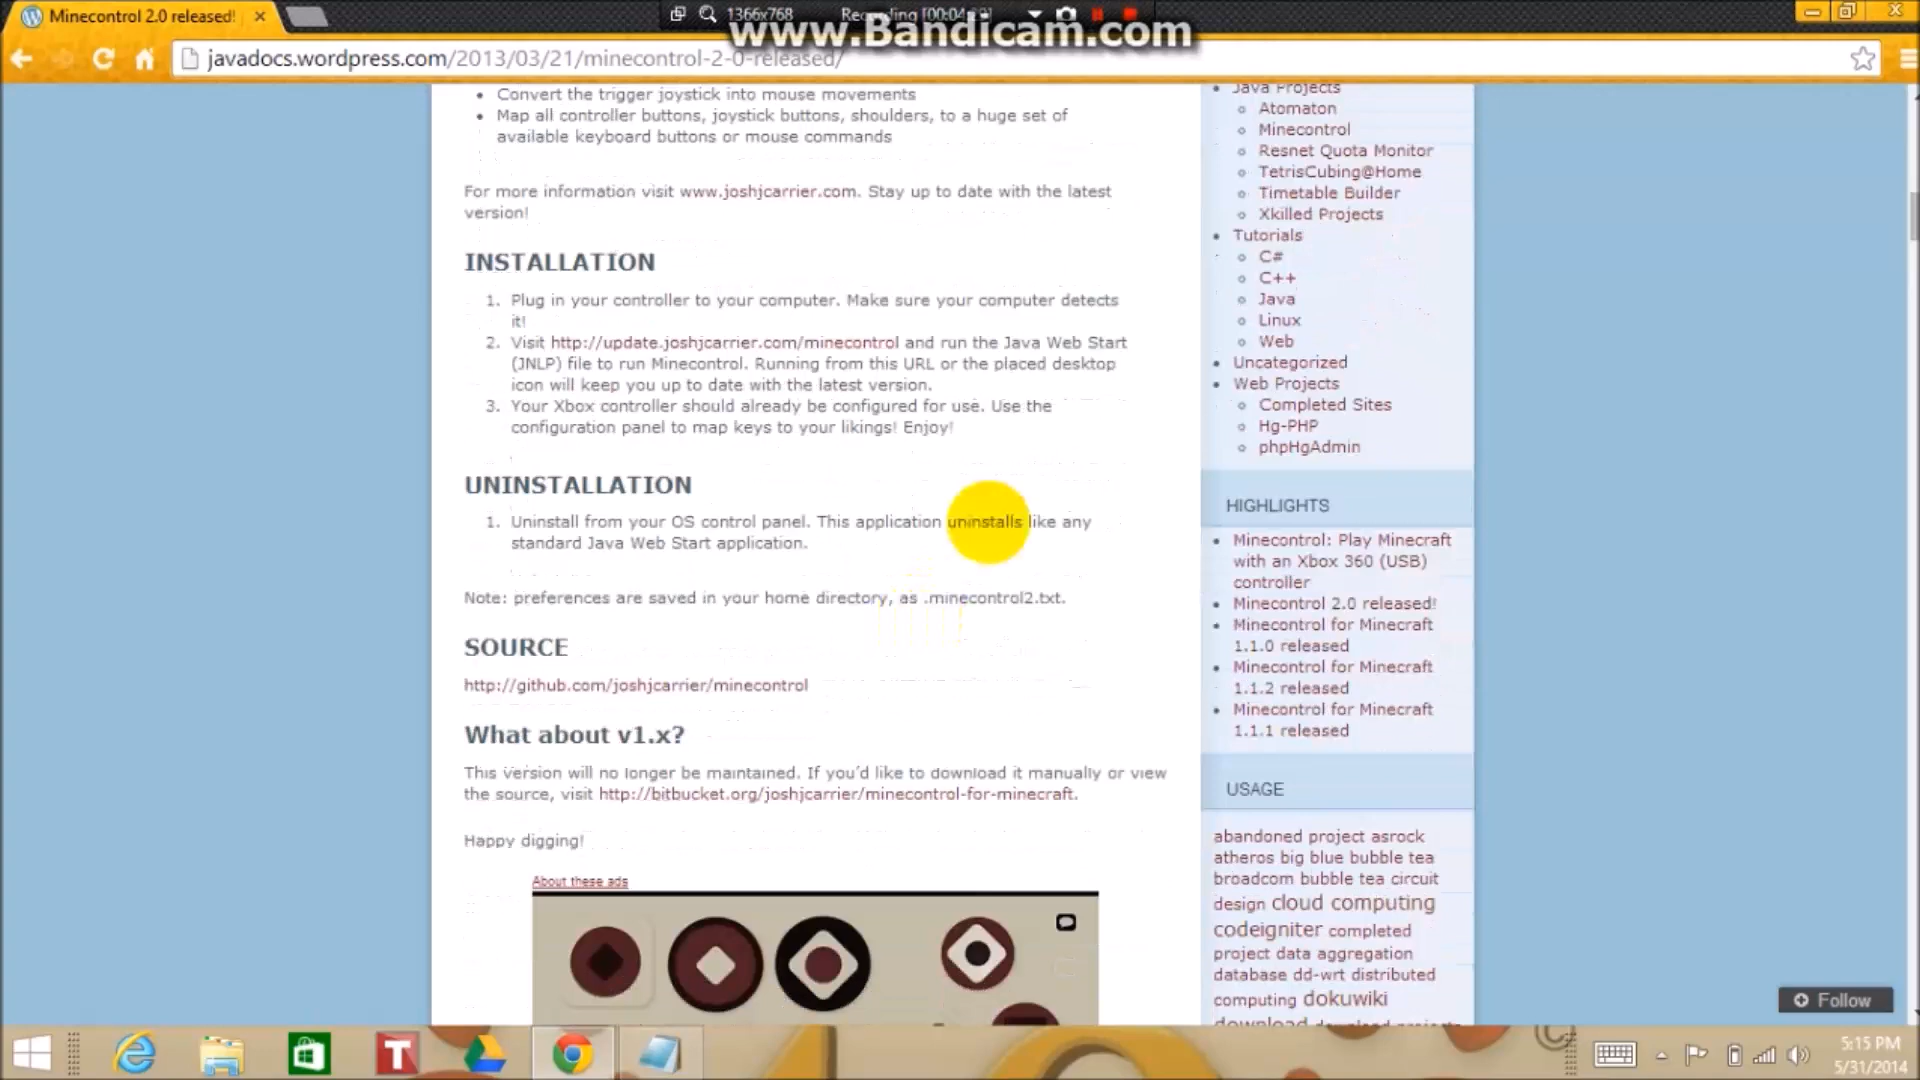 Minecontrol 2.0 released!
1366x768
Recording [00:04:
www.Bandicam.com
javadocs.wordpress.com/2013/03/21/minecontrol-2-0-released/
Convert the trigger joystick into mouse movements
Map all controller buttons, joystick buttons, shoulders, to a huge set of
available keyboard buttons or mouse commands
For more information visit www.joshjcarrier.com. Stay up to date with the latest
version!
INSTALLATION
1. Plug in your controller to your computer. Make sure your computer detects
it!
2. Visit http://update.joshjcarrier.com/minecontrol and run the Java Web Start
(JNLP) file to run Minecontrol. Running from this URL or the placed desktop
icon will keep you up to date with the latest version.
3. Your Xbox controller should already be configured for use. Use the
configuration panel to map keys to your likings! Enjoy!
UNINSTALLATION
1. Uninstall from your OS control panel. This application uninstalls like any
standard Java Web Start application.
Note: preferences are saved in your home directory, as .minecontrol2.txt.
SOURCE
http://github.com/joshjcarrier/minecontrol
What about v1.x?
This version will no longer be maintained. If you'd like to download it manually or view
the source, visit http://bitbucket.org/joshjcarrier/minecontrol-for-minecraft.
Happy digging!
About these ads
Java Projects
Atomaton
Minecontrol
Resnet Quota Monitor
TetrisCubing@Home
Timetable Builder
Xkilled Projects
Tutorials
C#
C++
Java
Linux
Web
Uncategorized
Web Projects
Completed Sites
Hg-PHP
phpHgAdmin
HIGHLIGHTS
Minecontrol: Play Minecraft
with an Xbox 360 (USB)
controller
Minecontrol 2.0 released!
Minecontrol for Minecraft
1.1.0 released
Minecontrol for Minecraft
1.1.2 released
Minecontrol for Minecraft
1.1.1 released
USAGE
abandoned project asrock
atheros big blue bubble tea
broadcom bubble tea circuit
design cloud computing
codeigniter completed
project data aggregation
database dd-wrt distributed
computing dokuwiki
download download projects
Follow
5:15 PM
5/31/2014